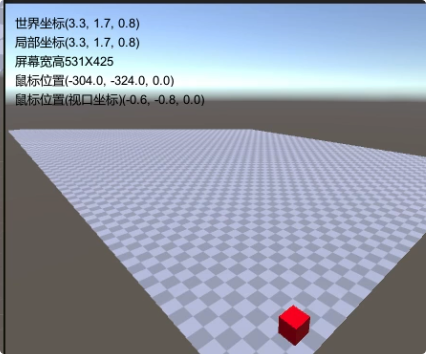 世界坐标(3.3, 1.7, 0.8)
局部坐标(3.3, 1.7, 0.8)
屏幕宽高531X425
鼠标位置(-304.0, -324.0, 0.0)
鼠标位置(视口坐标)(-0.6, -0.8, 0.0)